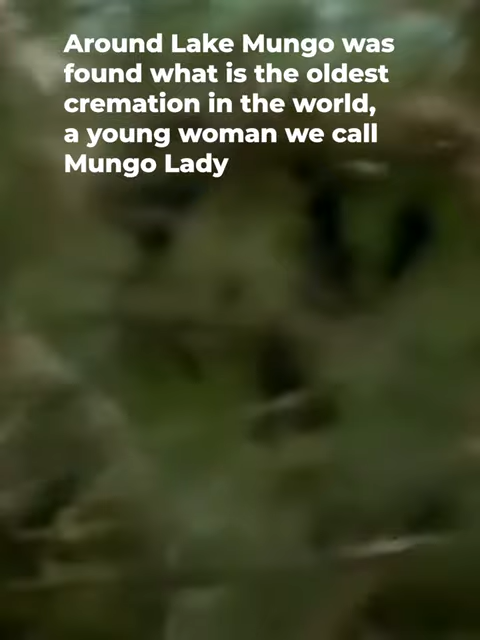 Around Lake Mungo was
found what is the oldest
cremation in the world,
a young woman we call
Mungo Lady